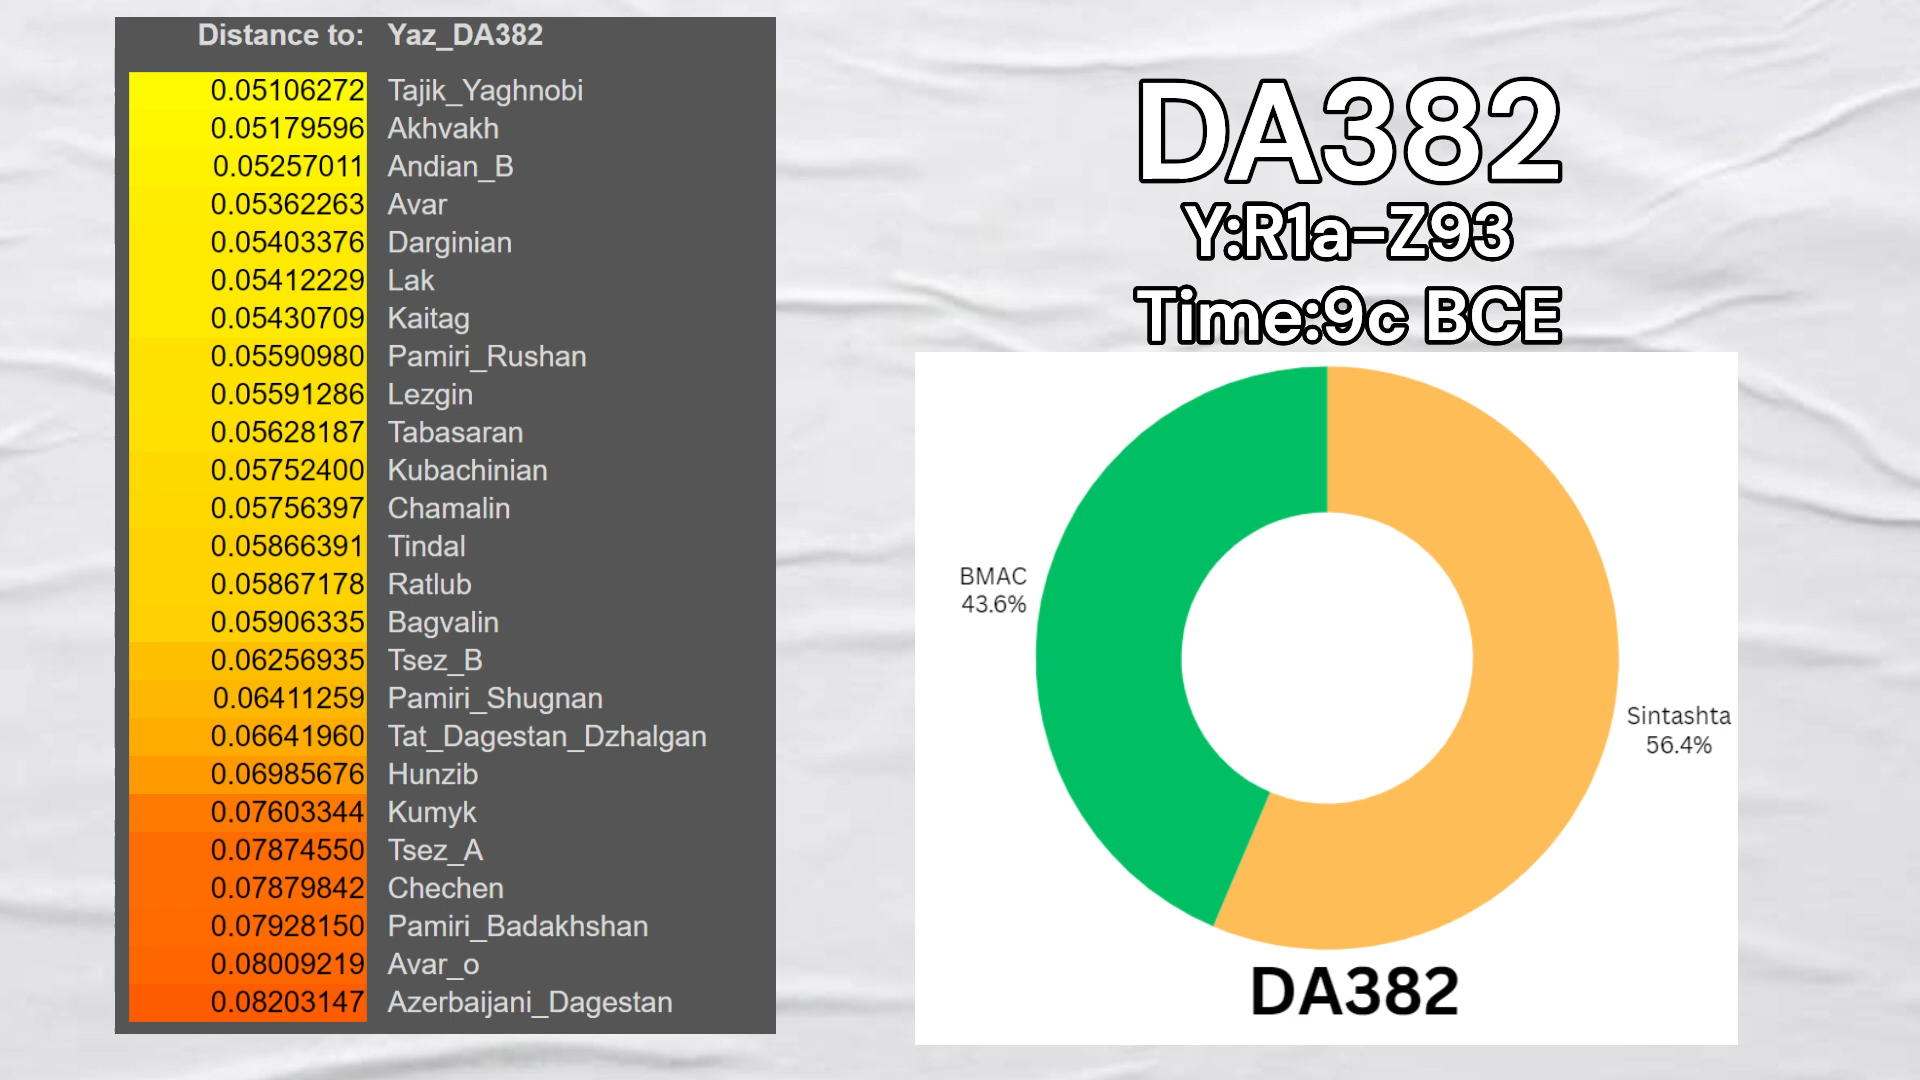 Distance to: Yaz_DA382
0.05106272 Tajik_Yaghnobi
0.05179596 Akhvakh
0.05257011 Andian_B
0.05362263 Avar
0.05403376 Darginian
0.05412229 Lak
0.05430709 Kaitag
0.05590980 Pamiri_Rushan
0.05591286 Lezgin
0.05628187 Tabasaran
0.05752400 Kubachinian
0.05756397 Chamalin
0.05866391 Tindal
0.05867178 Ratlub
0.05906335 Bagvalin
0.06256935 Tsez_B
0.06411259 Pamiri_Shugnan
0.06641960 Tat_Dagestan_Dzhalgan
0.06985676 Hunzib
0.07603344 Kumyk
0.07874550 Tsez_A
0.07879842 Chechen
0.07928150 Pamiri_Badakhshan
0.08009219 Avar_o
0.08203147 Azerbaijani_Dagestan
DA382
Y:R1a-Z93
Time:9c BCE
BMAC
43.6%
Sintashta
56.4%
DA382